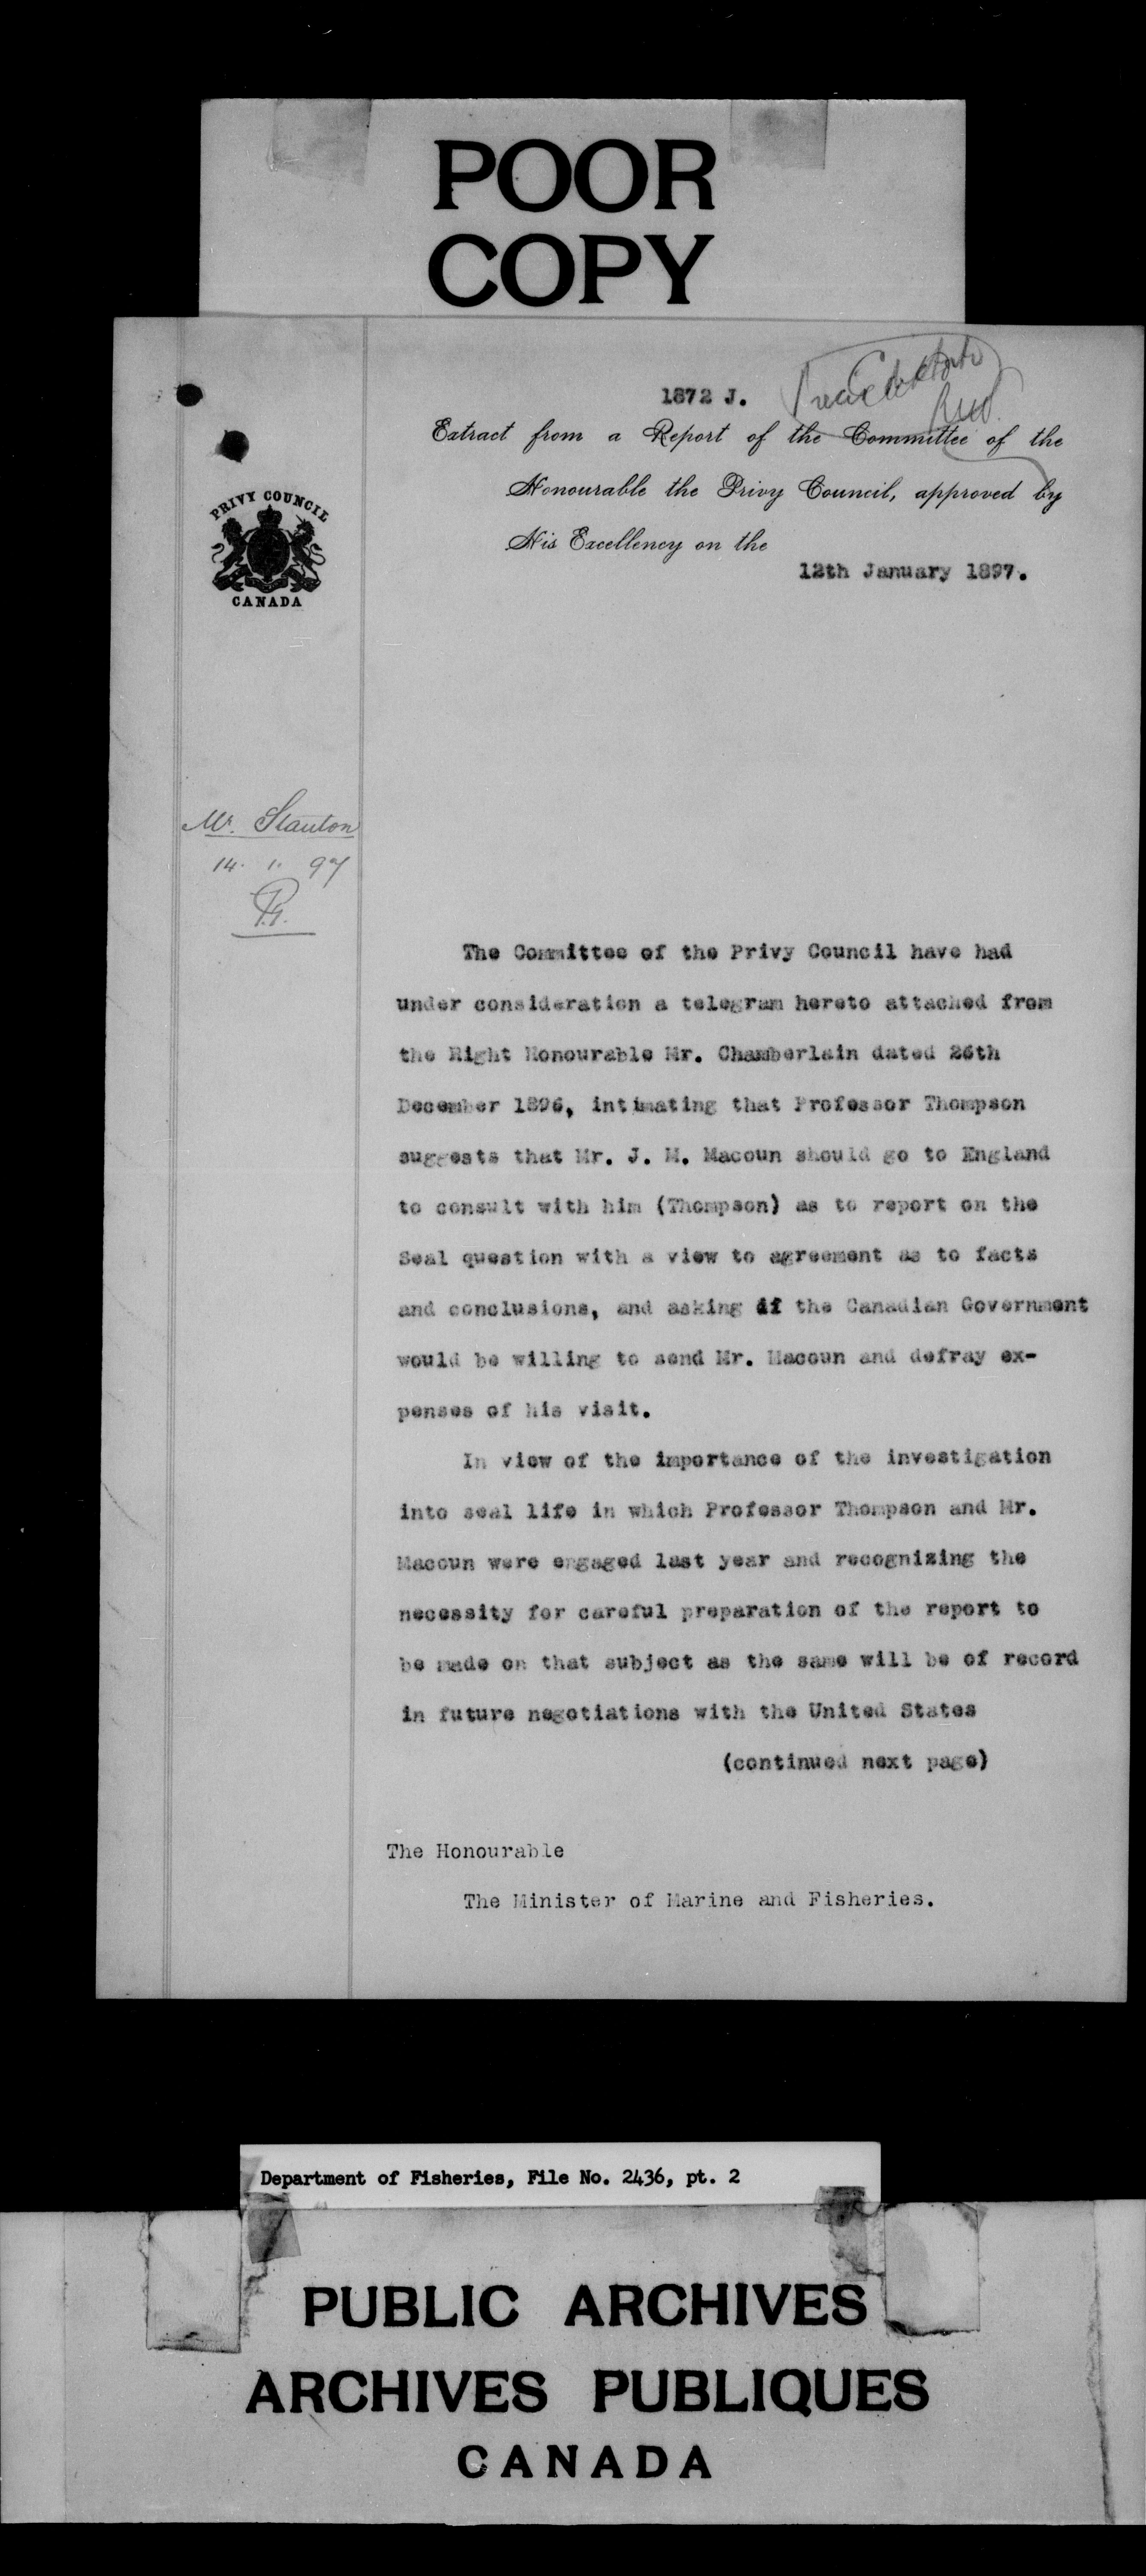 POOR
COPY
1872 J.
Extract from a Report of the Committee of the
Honourable the Privy Council, approved by
His Excellency on the
12th January 1897.
PRIVY COUNCIL
CANADA
Mr. Stanton
14. 1. 97
The Committee of the Privy Council have had
under consideration a telegram hereto attached from
the Right Honourable Mr. Chamberlain dated 26th
December 1896, intimating that Professor Thompson
suggests that Mr. J. M. Macoun should go to England
to consult with him (Thompson) as to report on the
Seal question with a view to agreement as to facts
and conclusions, and asking if the Canadian Government
would be willing to send Mr. Macoun and defray ex-
penses of his visit.
In view of the importance of the investigation
into seal life in which Professor Thompson and Mr.
Macoun were engaged last year and recognizing the
necessity for careful preparation of the report to
be made on that subject as the same will be of record
in future negotiations with the United States
(continued next page)
The Honourable
The Minister of Marine and Fisheries.
Department of Fisheries, File No. 2436, pt. 2
PUBLIC ARCHIVES
ARCHIVES PUBLIQUES
CANADA